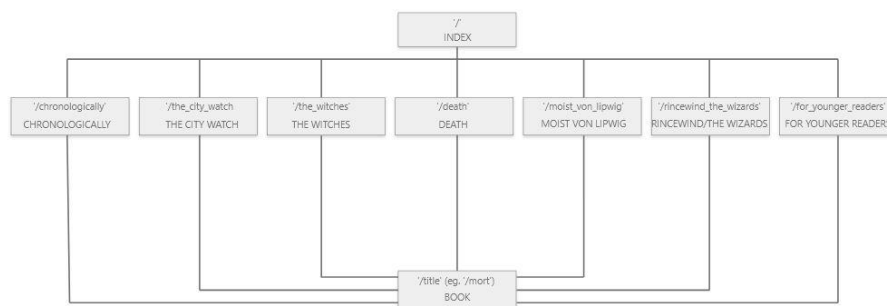 '/'
INDEX
'/chronologically'
CHRONOLOGICALLY
'/the_city_watch
THE CITY WATCH
'/the_witches'
THE WITCHES
'/death'
DEATH
'/moist_von_lipwig'
MOIST VON LIPWIG
'/rincewind_the_wizards'
RINCEWIND/THE WIZARDS
'/for_younger_readers'
FOR YOUNGER READERS
'/title' (eg. '/mort')
BOOK